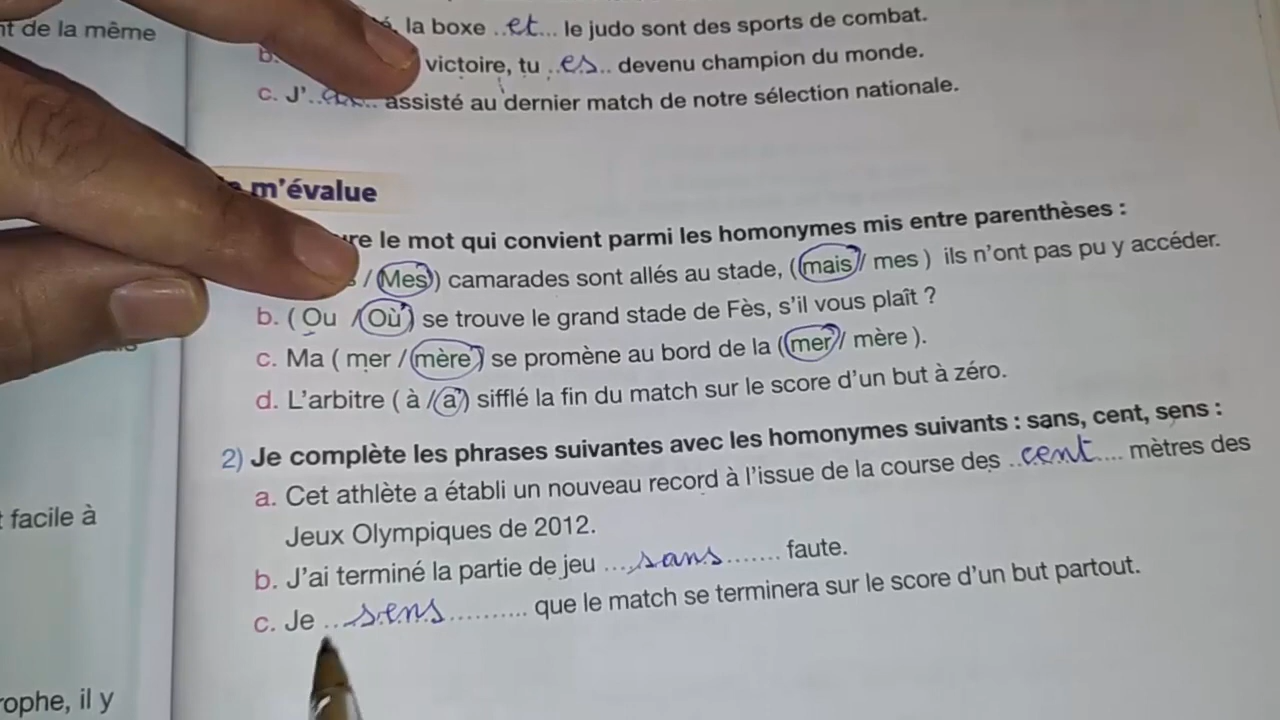 nt de la même
la boxe ..et... le judo sont des sports de combat.
b. victoire, tu ..es.. devenu champion du monde.
c. J'..ai... assisté au dernier match de notre sélection nationale.
m'évalue
le mot qui convient parmi les homonymes mis entre parenthèses :
/ Mes ) camarades sont allés au stade, ( mais / mes ) ils n'ont pas pu y accéder.
b. ( Ou / Où ) se trouve le grand stade de Fès, s'il vous plaît ?
c. Ma ( mer / mère ) se promène au bord de la ( mer / mère ).
d. L'arbitre ( à / a ) sifflé la fin du match sur le score d'un but à zéro.
2) Je complète les phrases suivantes avec les homonymes suivants : sans, cent, sens :
a. Cet athlète a établi un nouveau record à l'issue de la course des ..cent.... mètres des
Jeux Olympiques de 2012.
facile à
b. J'ai terminé la partie de jeu ....sans....... faute.
c. Je ...sens.......... que le match se terminera sur le score d'un but partout.
rophe, il y